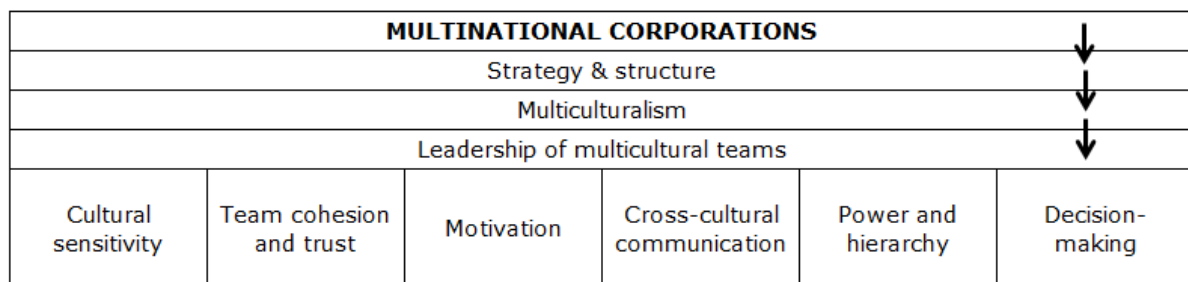 MULTINATIONAL CORPORATIONS
Strategy & structure
Multiculturalism
Leadership of multicultural teams
Cultural
sensitivity
Team cohesion
and trust
Motivation
Cross-cultural
communication
Power and
hierarchy
Decision-
making